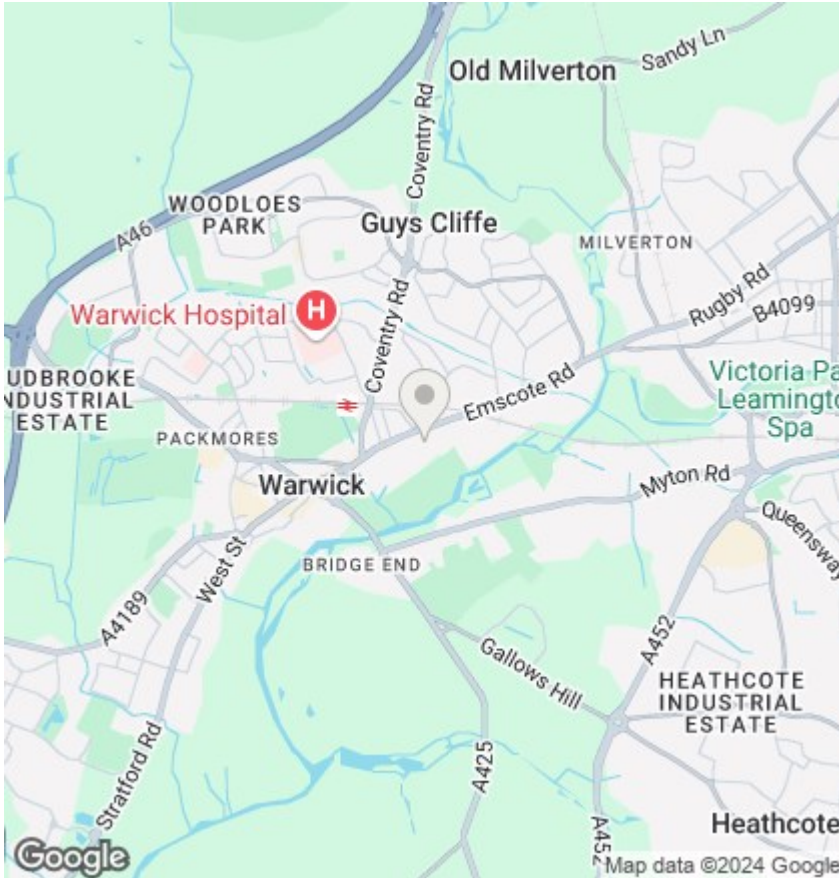 Old Milverton
Sandy Ln
Coventry Rd
A46
WOODLOES
PARK
Guys Cliffe
MILVERTON
Rugby Rd
B4099
Warwick Hospital
H
Coventry Rd
Emscote Rd
Victoria Pa
Leamingto
Spa
UDBROOKE
NDUSTRIAL
ESTATE
PACKMORES
Warwick
Myton Rd
Queensway
West St
BRIDGE END
A4189
Gallows Hill
A452
HEATHCOTE
INDUSTRIAL
ESTATE
Stratford Rd
A425
A452
Heathcote
Google
Map data ©2024 Google